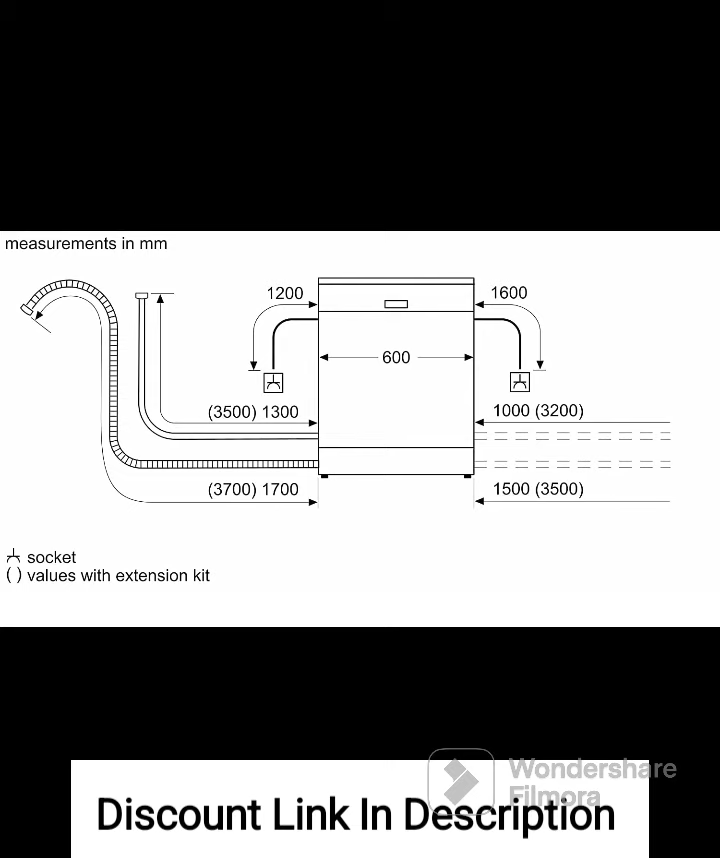 measurements in mm
1200
1600
600
(3500) 1300
1000 (3200)
(3700) 1700
1500 (3500)
socket
( ) values with extension kit
Wondershare
Filmora
Discount Link In Description